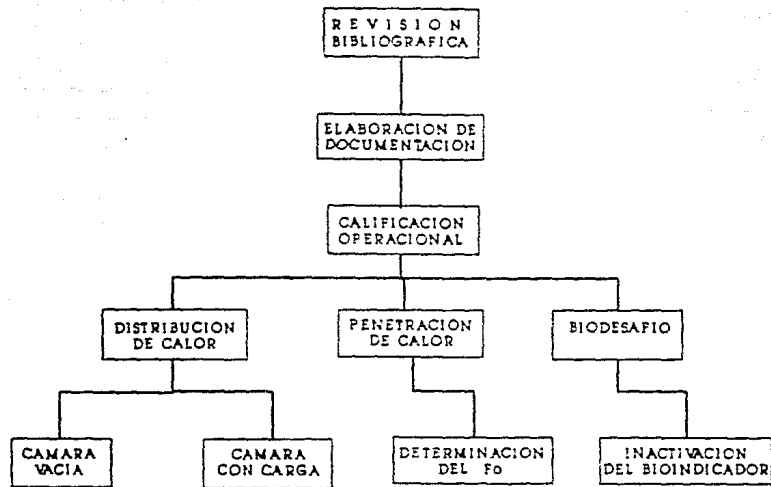 REVISION
BIBLIOGRAFICA
ELABORACION DE
DOCUMENTACION
CALIFICACION
OPERACIONAL
DISTRIBUCION
DE CALOR
PENETRACION
DE CALOR
BIODESAFIO
CAMARA
VACIA
CAMARA
CON CARGA
DETERMINACION
DEL Fo
INACTIVACION
DEL BIOINDICADOR